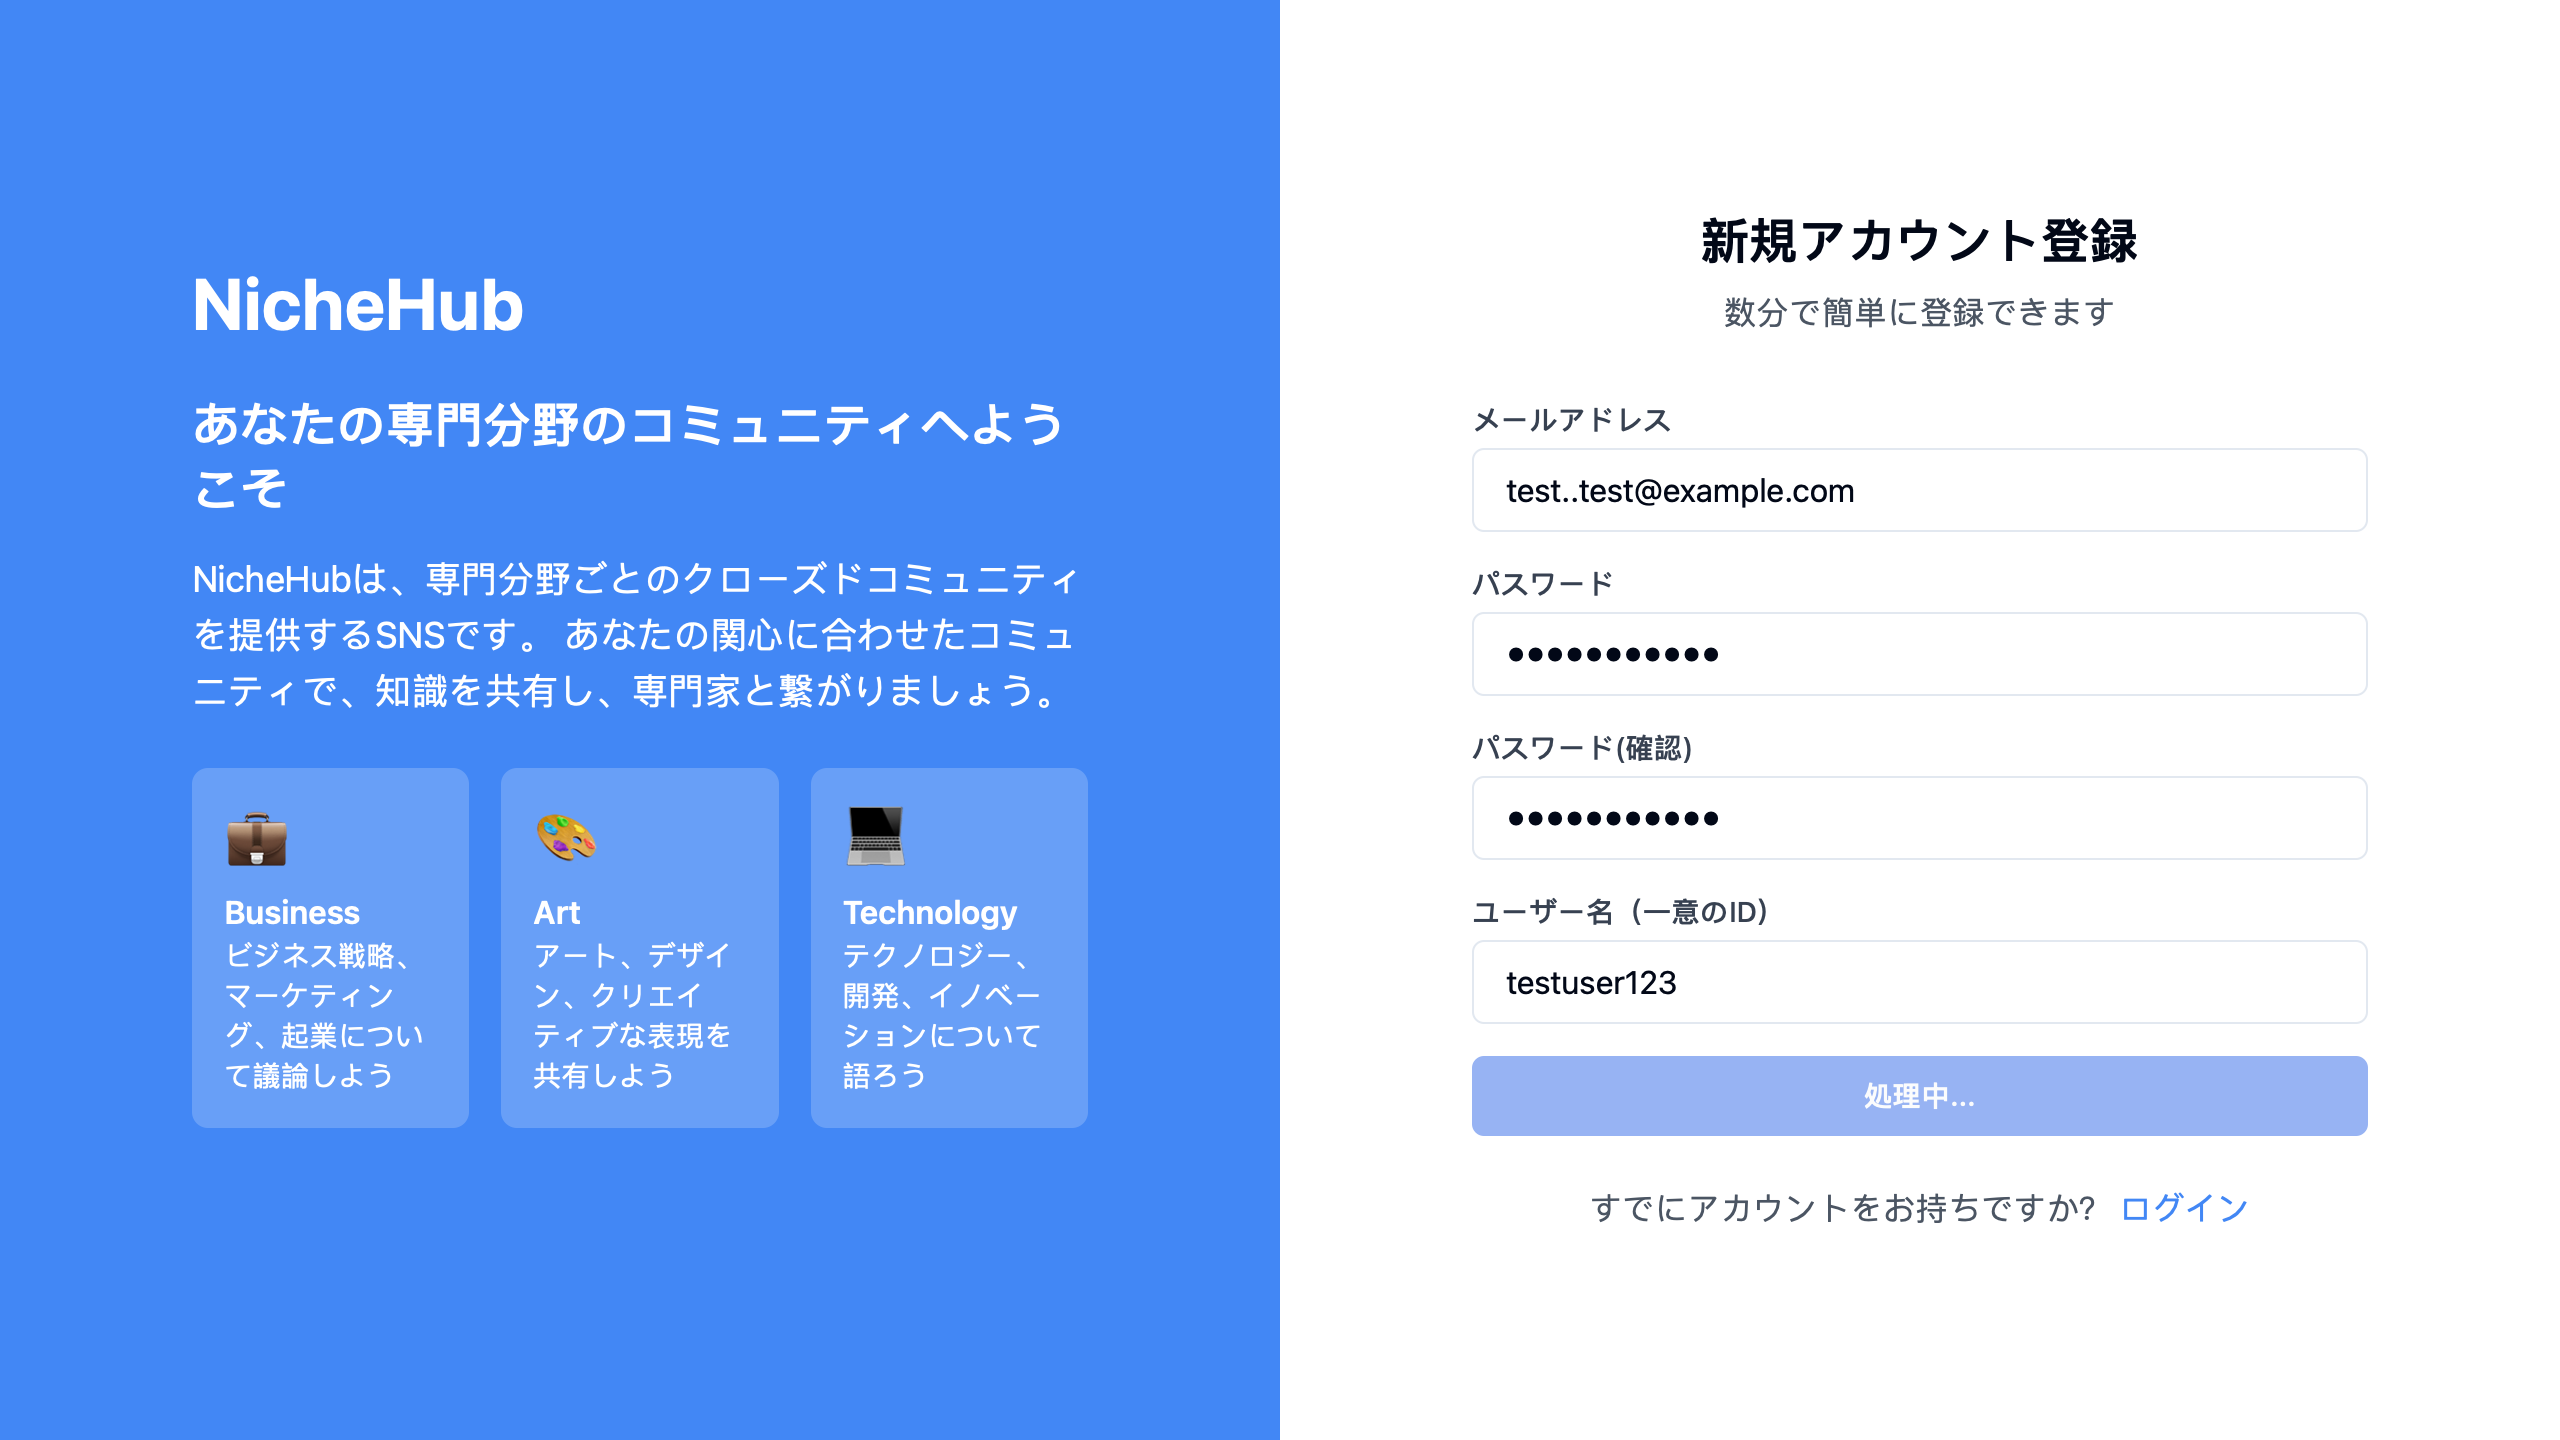 NicheHub
あなたの専門分野のコミュニティへよう
こそ
NicheHubは、専門分野ごとのクローズドコミュニティ
を提供するSNSです。 あなたの関心に合わせたコミュ
ニティで、知識を共有し、専門家と繋がりましょう。
Business
ビジネス戦略、
マーケティン
グ、起業につい
て議論しよう
Art
アート、デザイ
ン、クリエイ
ティブな表現を
共有しよう
Technology
テクノロジー、
開発、イノベー
ションについて
語ろう
新規アカウント登録
数分で簡単に登録できます
メールアドレス
test..test@example.com
パスワード
●●●●●●●●●●●
パスワード(確認)
●●●●●●●●●●●
ユーザー名（一意のID）
testuser123
処理中...
すでにアカウントをお持ちですか? ログイン